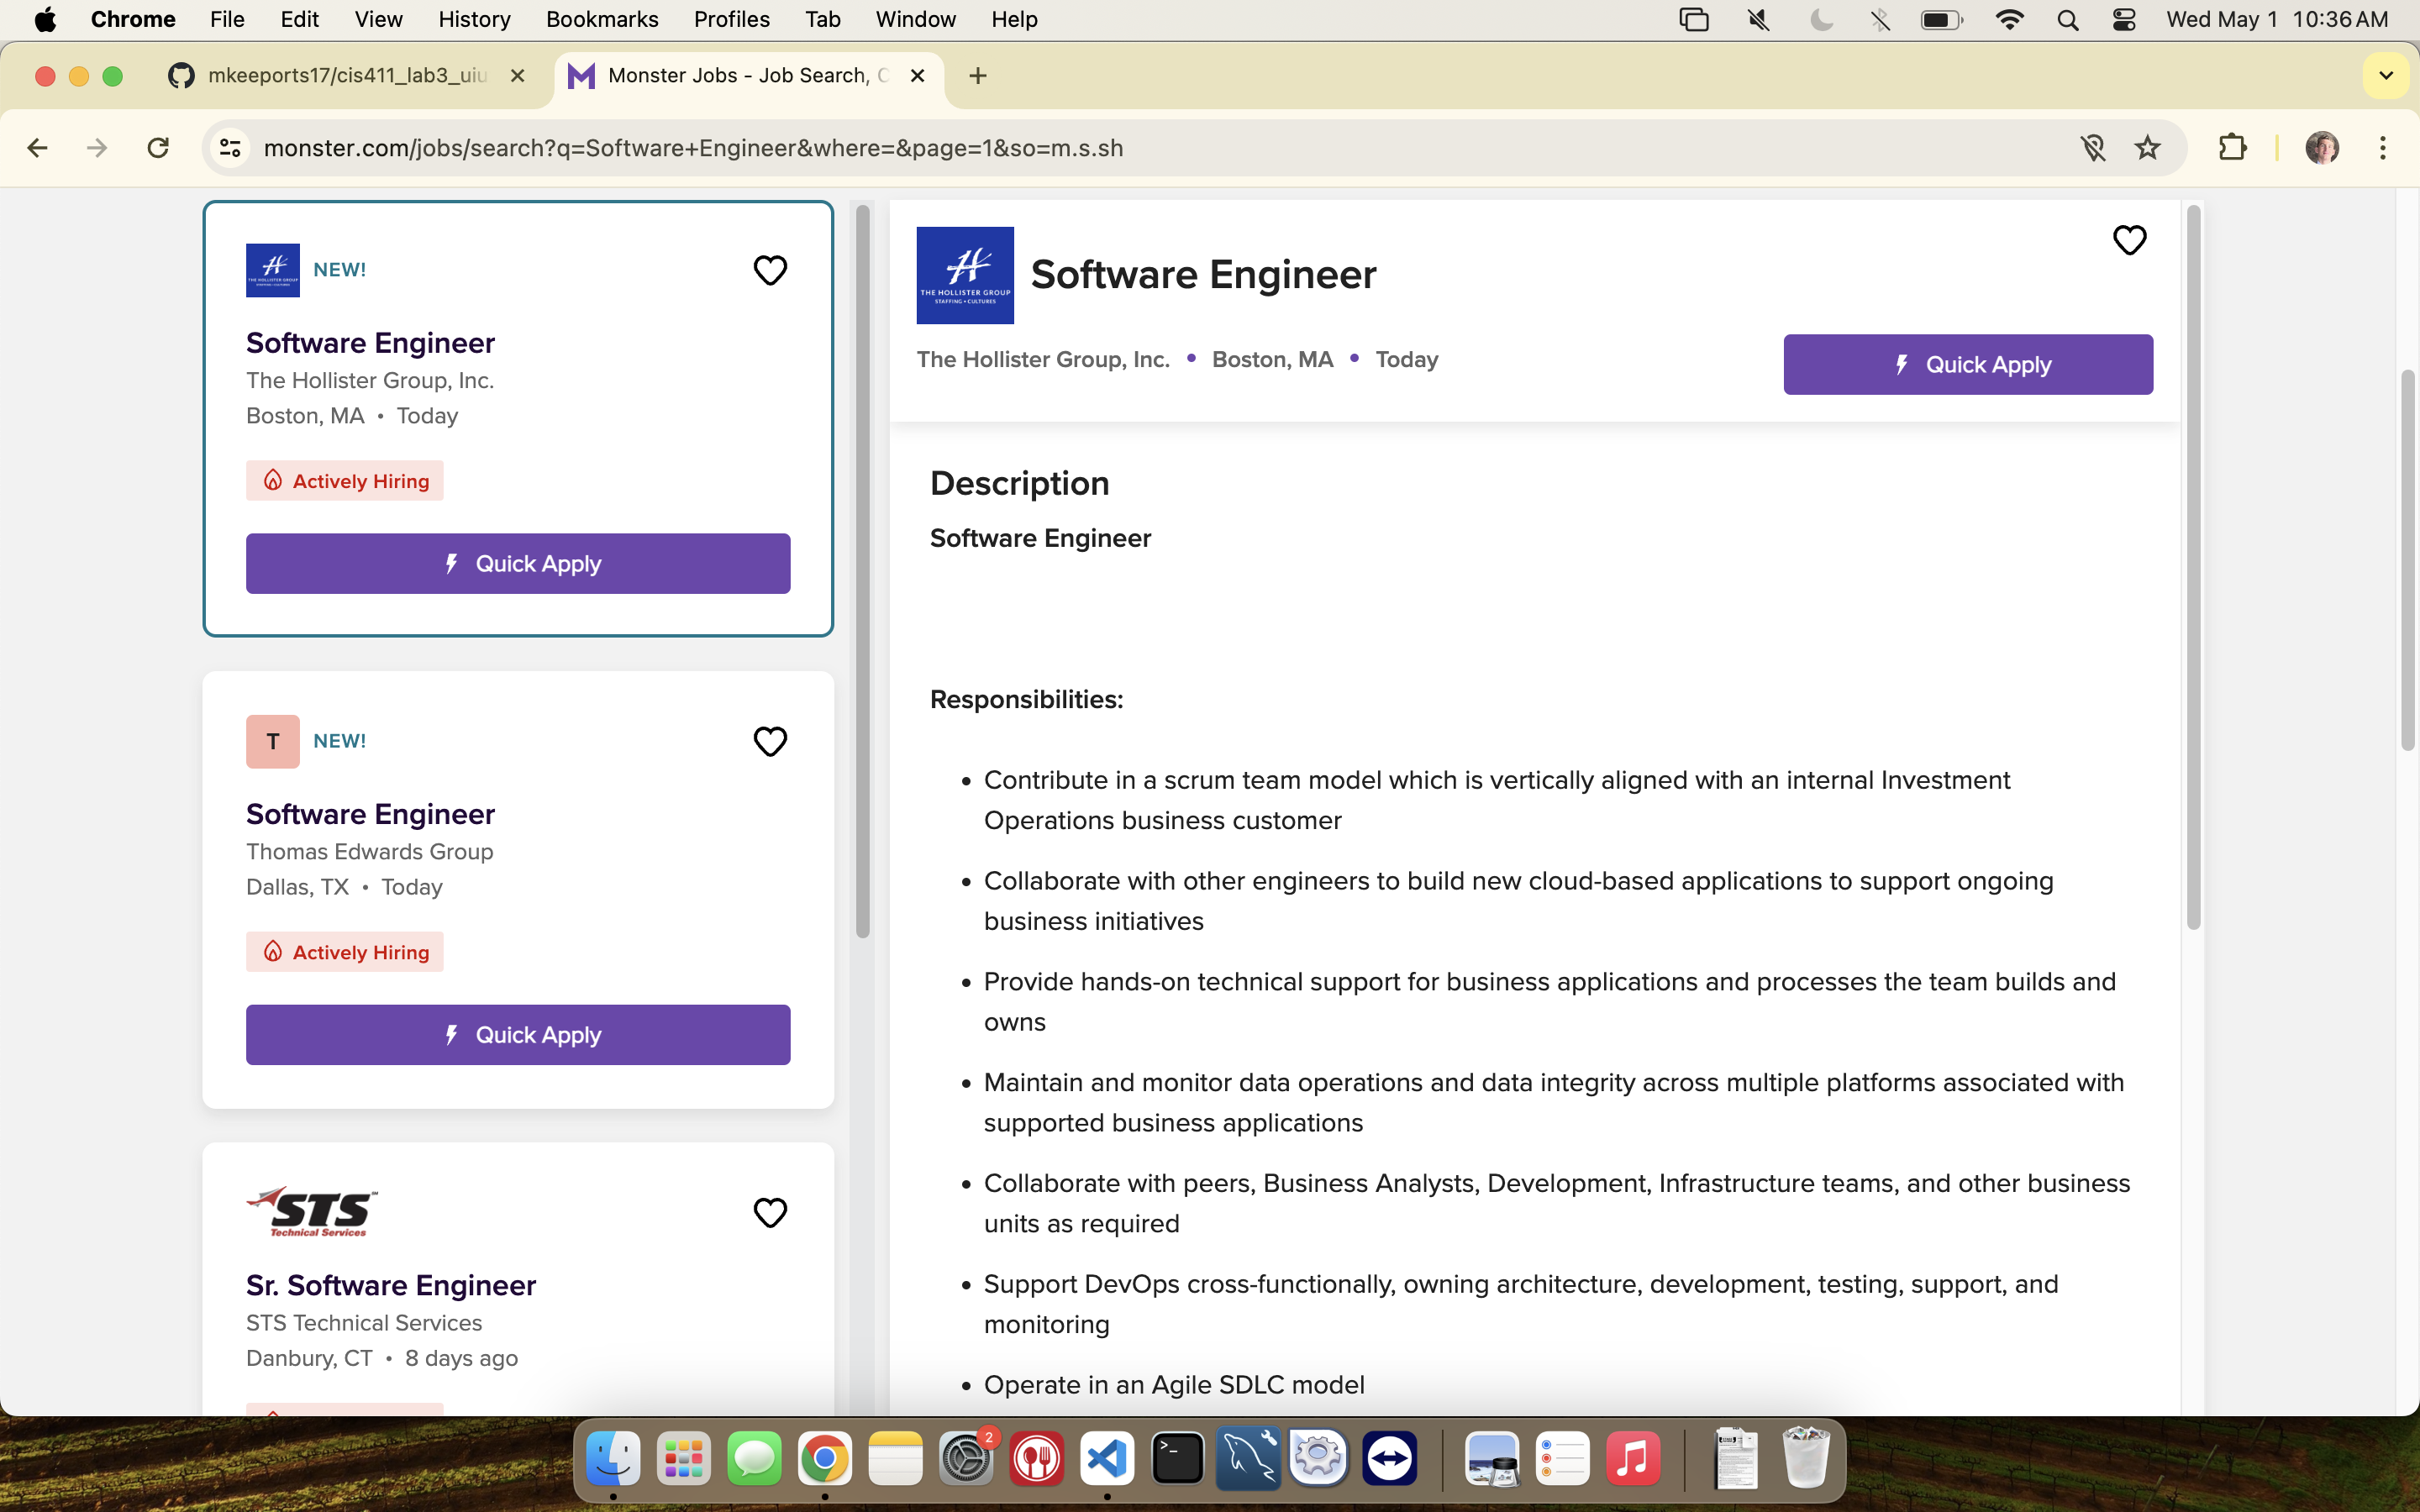 Chrome File Edit View History Bookmarks Profiles Tab Window Help Wed May 1 10:36 AM
mkeeports17/cis411_lab3_uiu
Monster Jobs - Job Search, C
monster.com/jobs/search?q=Software+Engineer&where=&page=1&so=m.s.sh
THE HOLLISTER GROUP
NEW!
Software Engineer
The Hollister Group, Inc.
Boston, MA • Today
Actively Hiring
Quick Apply
T
NEW!
Software Engineer
Thomas Edwards Group
Dallas, TX • Today
Actively Hiring
Quick Apply
STS
Technical Services
Sr. Software Engineer
STS Technical Services
Danbury, CT • 8 days ago
THE HOLLISTER GROUP
STAFFING • CULTURES
Software Engineer
The Hollister Group, Inc. • Boston, MA • Today
Quick Apply
Description
Software Engineer
Responsibilities:
• Contribute in a scrum team model which is vertically aligned with an internal Investment
Operations business customer
• Collaborate with other engineers to build new cloud-based applications to support ongoing
business initiatives
• Provide hands-on technical support for business applications and processes the team builds and
owns
• Maintain and monitor data operations and data integrity across multiple platforms associated with
supported business applications
• Collaborate with peers, Business Analysts, Development, Infrastructure teams, and other business
units as required
• Support DevOps cross-functionally, owning architecture, development, testing, support, and
monitoring
• Operate in an Agile SDLC model
2